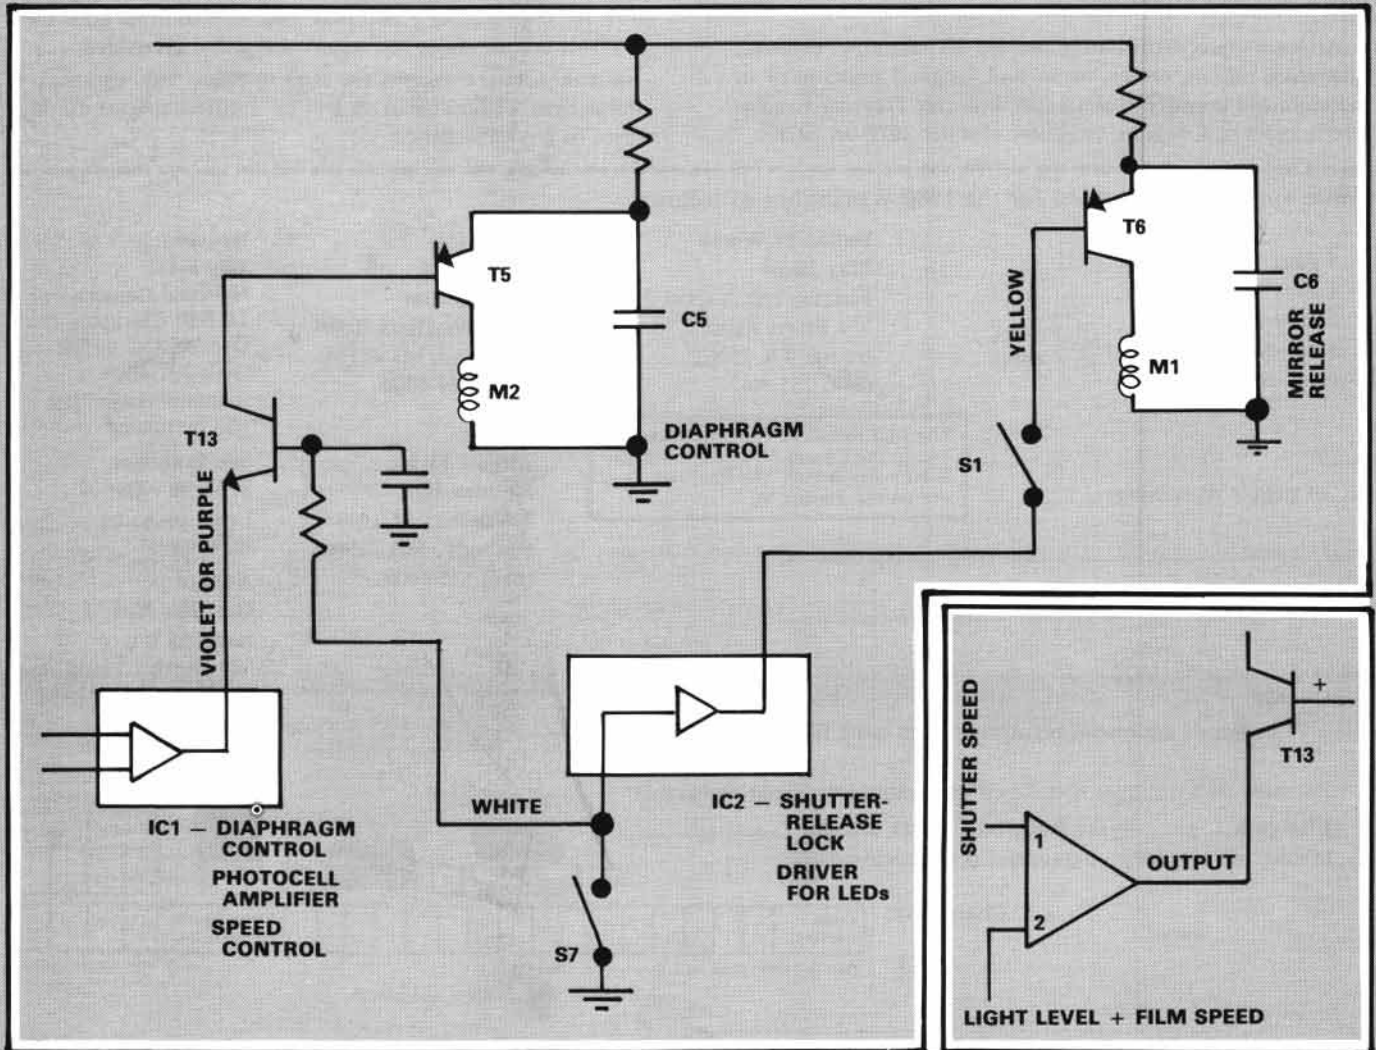 T5
C5
M2
T13
DIAPHRAGM
CONTROL
VIOLET OR PURPLE
YELLOW
T6
C6
MIRROR
RELEASE
M1
S1
WHITE
IC1 – DIAPHRAGM
CONTROL
PHOTOCELL
AMPLIFIER
SPEED
CONTROL
IC2 – SHUTTER-
RELEASE
LOCK
DRIVER
FOR LEDs
S7
SHUTTER SPEED
+
T13
1
OUTPUT
2
LIGHT LEVEL + FILM SPEED